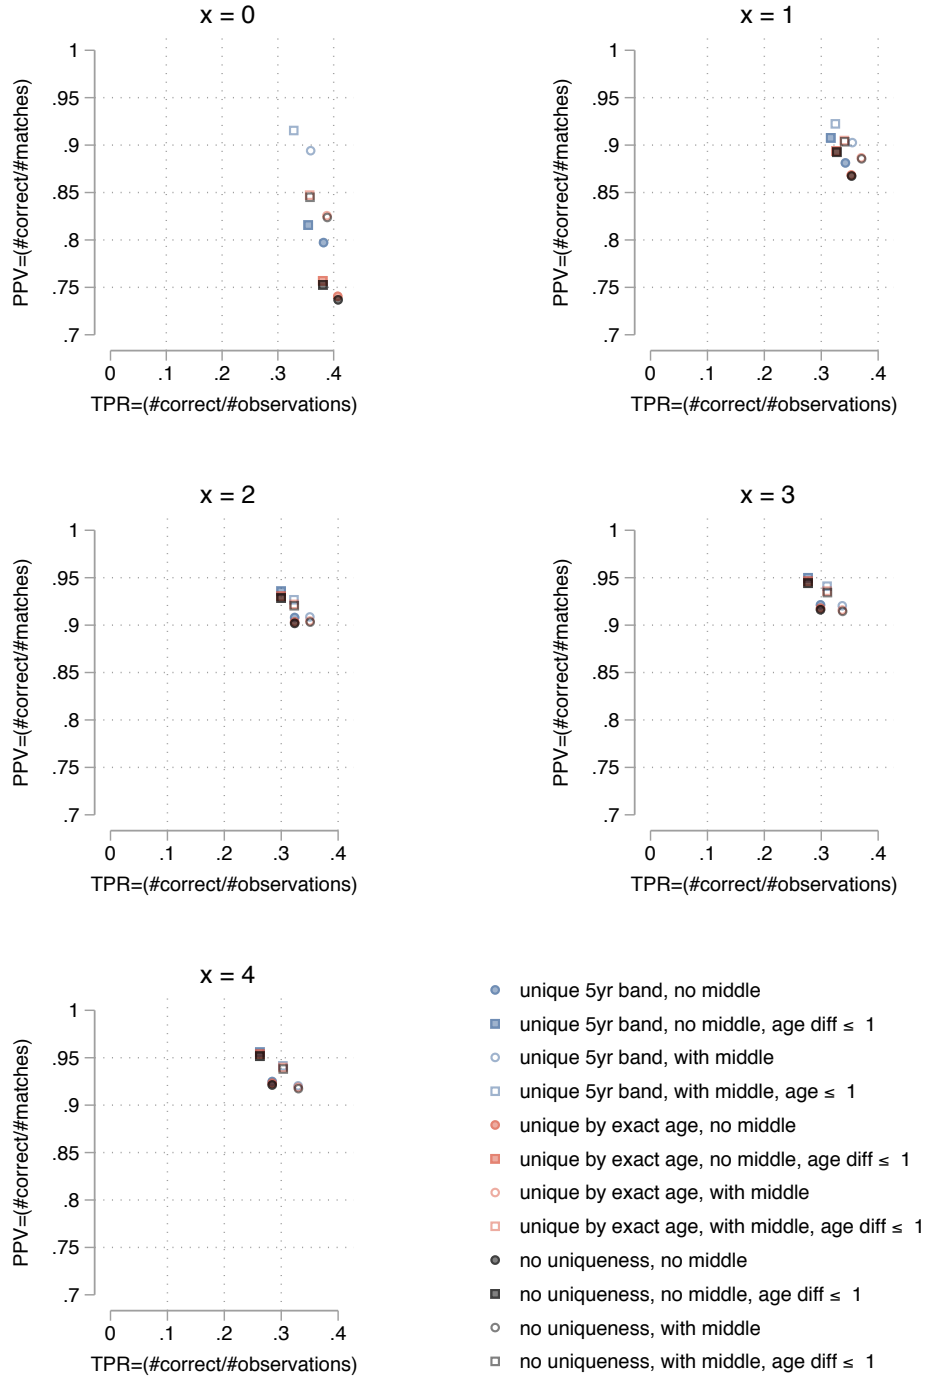 x = 0
1
.95
.9
.85
.8
.75
.7
PPV=(#correct/#matches)
0 .1 .2 .3 .4
TPR=(#correct/#observations)
x = 1
1
.95
.9
.85
.8
.75
.7
PPV=(#correct/#matches)
0 .1 .2 .3 .4
TPR=(#correct/#observations)
x = 2
1
.95
.9
.85
.8
.75
.7
PPV=(#correct/#matches)
0 .1 .2 .3 .4
TPR=(#correct/#observations)
x = 3
1
.95
.9
.85
.8
.75
.7
PPV=(#correct/#matches)
0 .1 .2 .3 .4
TPR=(#correct/#observations)
x = 4
1
.95
.9
.85
.8
.75
.7
PPV=(#correct/#matches)
0 .1 .2 .3 .4
TPR=(#correct/#observations)
unique 5yr band, no middle
unique 5yr band, no middle, age diff ≤ 1
unique 5yr band, with middle
unique 5yr band, with middle, age ≤ 1
unique by exact age, no middle
unique by exact age, no middle, age diff ≤ 1
unique by exact age, with middle
unique by exact age, with middle, age diff ≤ 1
no uniqueness, no middle
no uniqueness, no middle, age diff ≤ 1
no uniqueness, with middle
no uniqueness, with middle, age diff ≤ 1